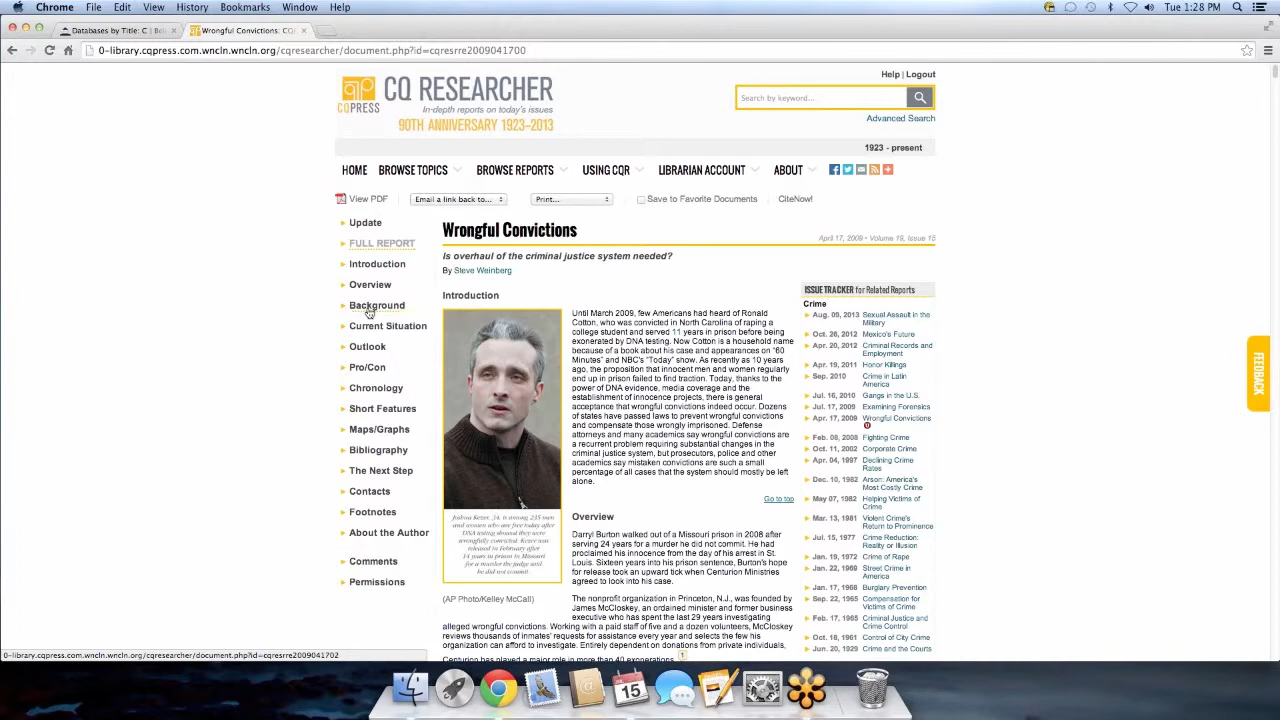 Chrome File Edit View History Bookmarks Window Help
Tue 1:28 PM
Databases by Title: C | Bel
Wrongful Convictions: CQ
0-library.cqpress.com.wncln.wncln.org/cqresearcher/document.php?id=cqresrre2009041700
Help | Logout
CQPRESS
CQ RESEARCHER
In-depth reports on today's issues
90TH ANNIVERSARY 1923-2013
Search by keyword....
Advanced Search
1923 - present
HOME BROWSE TOPICS BROWSE REPORTS USING CQR LIBRARIAN ACCOUNT ABOUT
View PDF
Email a link back to...
Print...
Save to Favorite Documents
CiteNow!
Update
FULL REPORT
Introduction
Overview
Background
Current Situation
Outlook
Pro/Con
Chronology
Short Features
Maps/Graphs
Bibliography
The Next Step
Contacts
Footnotes
About the Author
Comments
Permissions
Wrongful Convictions
April 17, 2009 • Volume 19, Issue 15
Is overhaul of the criminal justice system needed?
By Steve Weinberg
Introduction
Until March 2009, few Americans had heard of Ronald
Cotton, who was convicted in North Carolina of raping a
college student and served 11 years in prison before being
exonerated by DNA testing. Now Cotton is a household name
because of a book about his case and appearances on “60
Minutes” and NBC's “Today” show. As recently as 10 years
ago, the proposition that innocent men and women regularly
end up in prison failed to find traction. Today, thanks to the
power of DNA evidence, media coverage and the
establishment of innocence projects, there is general
acceptance that wrongful convictions indeed occur. Dozens
of states have passed laws to prevent wrongful convictions
and compensate those wrongly imprisoned. Defense
attorneys and many academics say wrongful convictions are
a recurrent problem requiring substantial changes in the
criminal justice system, but prosecutors, police and other
academics say mistaken convictions are such a small
percentage of all cases that the system should mostly be left
alone.
Go to top
Joshua Kezer, 34, is among 235 men
and women who are free today after
DNA testing showed they were
wrongfully convicted. Kezer was
released in February after
14 years in prison in Missouri
for a murder the judge said
he did not commit.
(AP Photo/Kelley McCall)
Overview
Darryl Burton walked out of a Missouri prison in 2008 after
serving 24 years for a murder he did not commit. He had
proclaimed his innocence from the day of his arrest in St.
Louis. Sixteen years into his prison sentence, Burton's hope
for release took an upward tick when Centurion Ministries
agreed to look into his case.
The nonprofit organization in Princeton, N.J., was founded by
James McCloskey, an ordained minister and former business
executive who has spent the last 29 years investigating
alleged wrongful convictions. Working with a paid staff of five and a dozen volunteers, McCloskey
reviews thousands of inmates' requests for assistance every year and selects the few his
organization can afford to investigate. Entirely dependent on donations from private individuals,
Centurion has played a major role in more than 40 exonerations. 1
ISSUE TRACKER for Related Reports
Crime
Aug. 09, 2013 Sexual Assault in the
Military
Oct. 26, 2012 Mexico's Future
Apr. 20, 2012 Criminal Records and
Employment
Apr. 19, 2011 Honor Killings
Sep. 2010 Crime in Latin
America
Jul. 16, 2010 Gangs in the U.S.
Jul. 17, 2009 Examining Forensics
Apr. 17, 2009 Wrongful Convictions
U
Feb. 08, 2008 Fighting Crime
Oct. 11, 2002 Corporate Crime
Apr. 04, 1997 Declining Crime
Rates
Dec. 10, 1982 Arson: America's
Most Costly Crime
May 07, 1982 Helping Victims of
Crime
Mar. 13, 1981 Violent Crime's
Return to Prominence
Jul. 15, 1977 Crime Reduction:
Reality or Illusion
Jan. 19, 1972 Crime of Rape
Jan. 22, 1969 Street Crime in
America
Jan. 17, 1968 Burglary Prevention
Sep. 22, 1965 Compensation for
Victims of Crime
Feb. 17, 1965 Criminal Justice and
Crime Control
Oct. 18, 1961 Control of City Crime
Jun. 20, 1929 Crime and the Courts
FEEDBACK
0-library.cqpress.com.wncln.wncln.org/cqresearcher/document.php?id=cqresrre2009041702
15